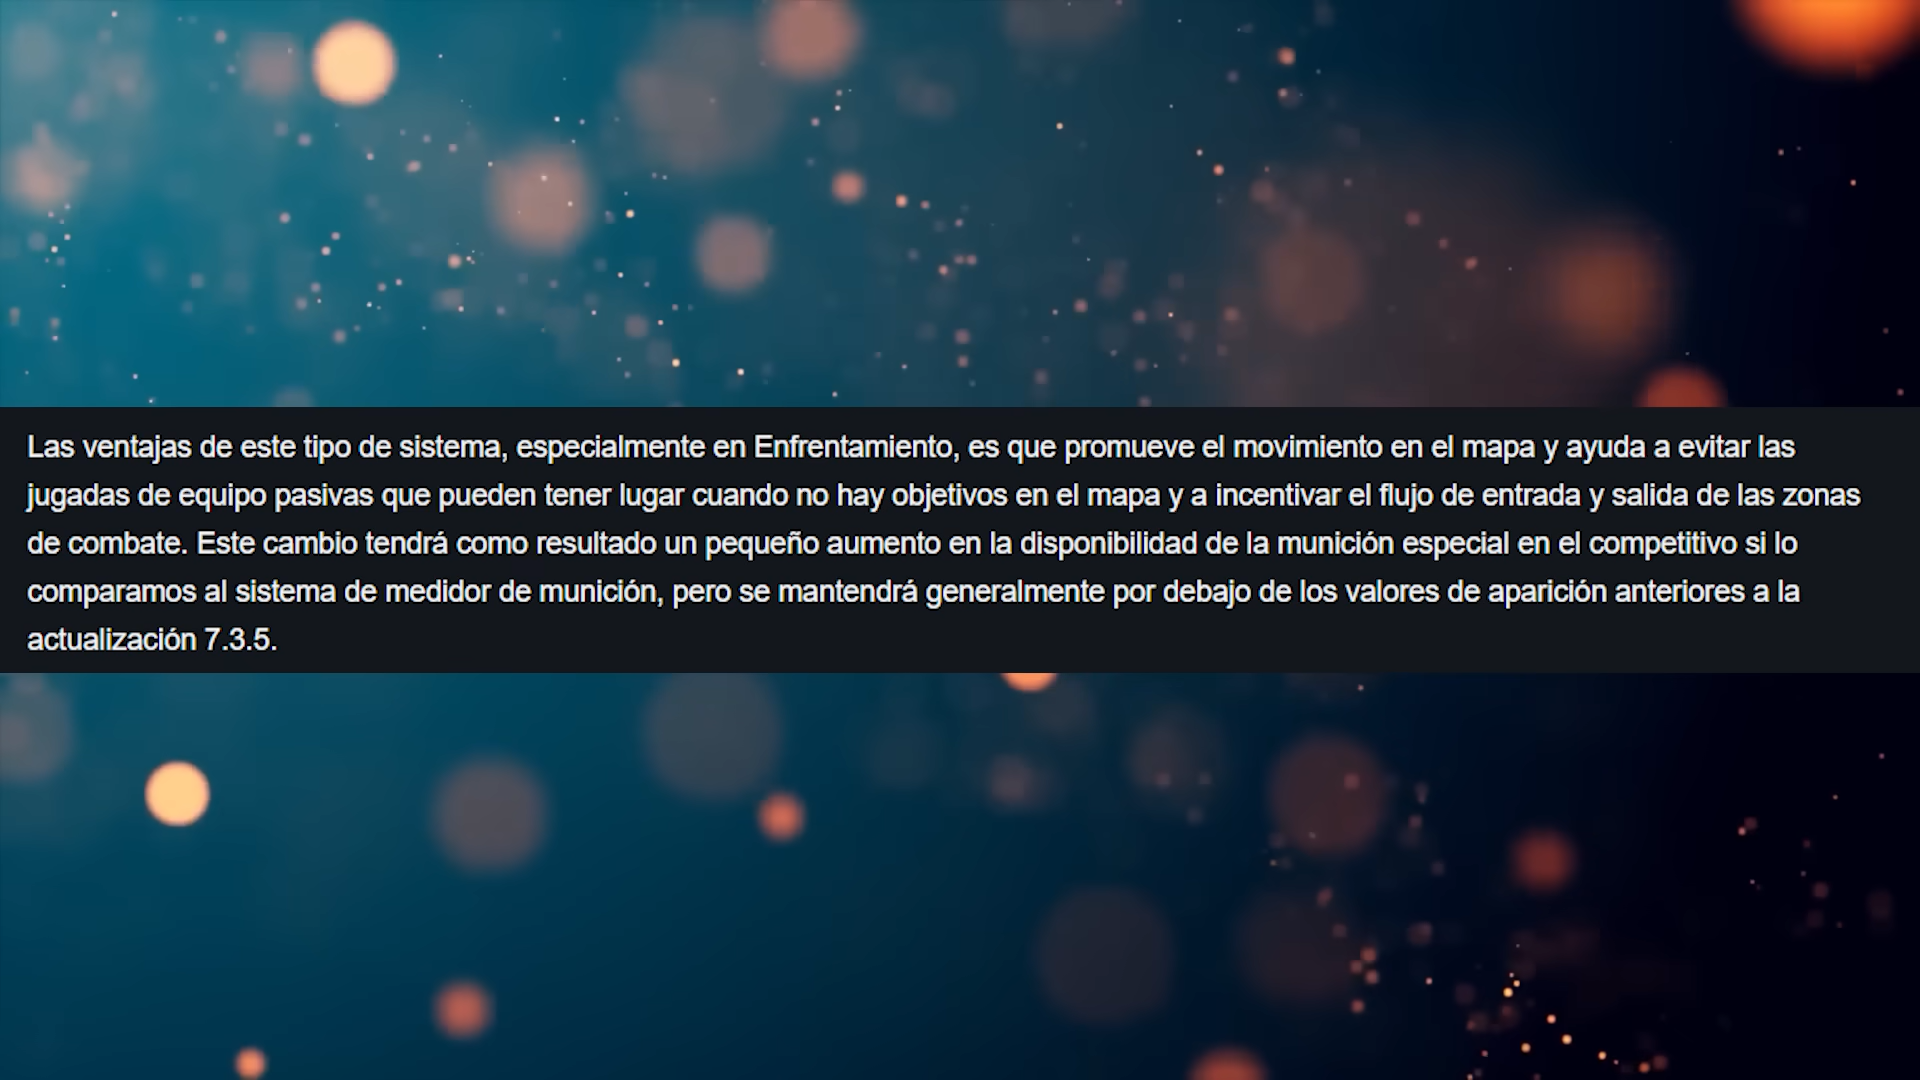 Las ventajas de este tipo de sistema, especialmente en Enfrentamiento, es que promueve el movimiento en el mapa y ayuda a evitar las
jugadas de equipo pasivas que pueden tener lugar cuando no hay objetivos en el mapa y a incentivar el flujo de entrada y salida de las zonas
de combate. Este cambio tendrá como resultado un pequeño aumento en la disponibilidad de la munición especial en el competitivo si lo
comparamos al sistema de medidor de munición, pero se mantendrá generalmente por debajo de los valores de aparición anteriores a la
actualización 7.3.5.